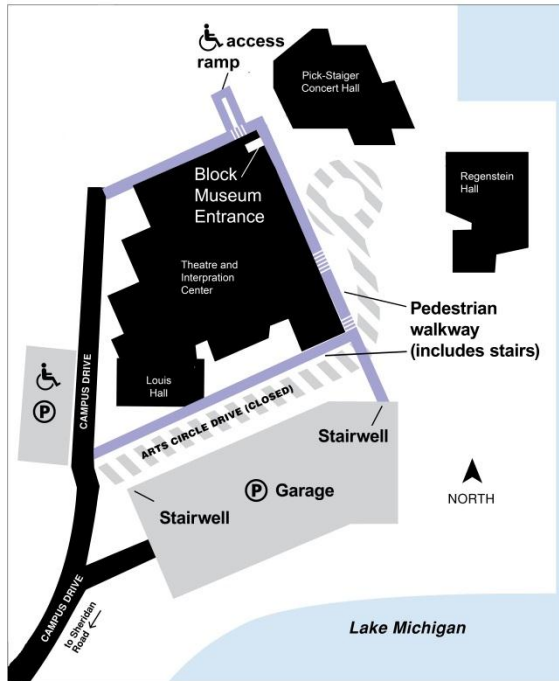 access
ramp
Pick-Staiger
Concert Hall
Block
Museum
Entrance
Regenstein
Hall
Theatre and
Interpration
Center
Pedestrian
walkway
(includes stairs)
CAMPUS DRIVE
P
Louis
Hall
ARTS CIRCLE DRIVE (CLOSED)
Stairwell
P Garage
Stairwell
NORTH
CAMPUS DRIVE
to Sheridan
Road
Lake Michigan